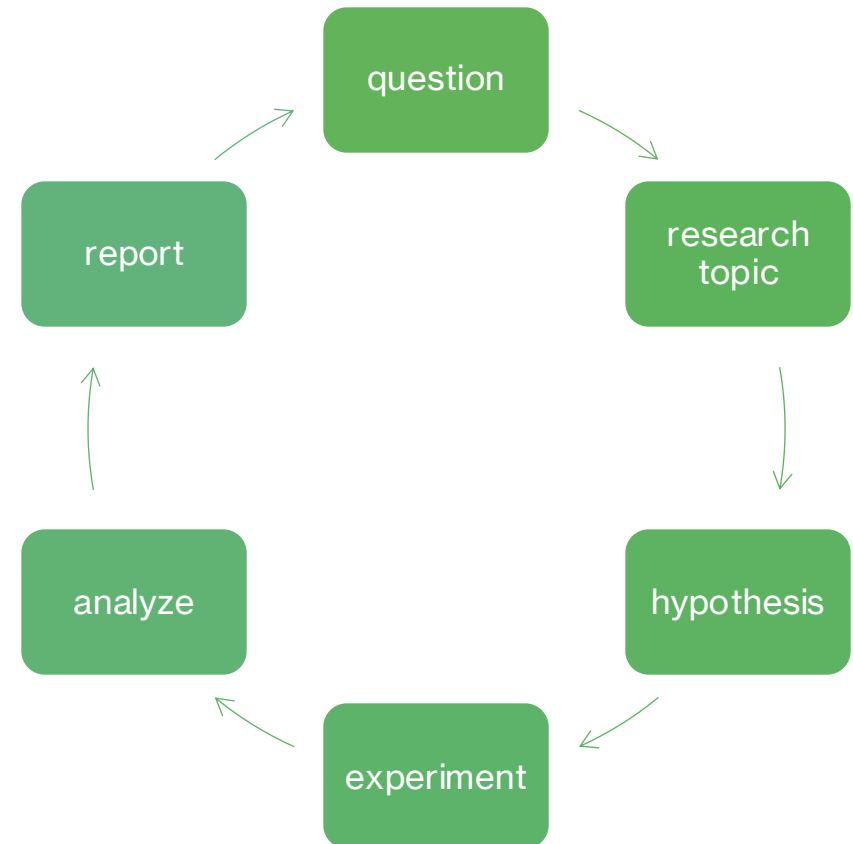 question
research
topic
hypothesis
experiment
analyze
report